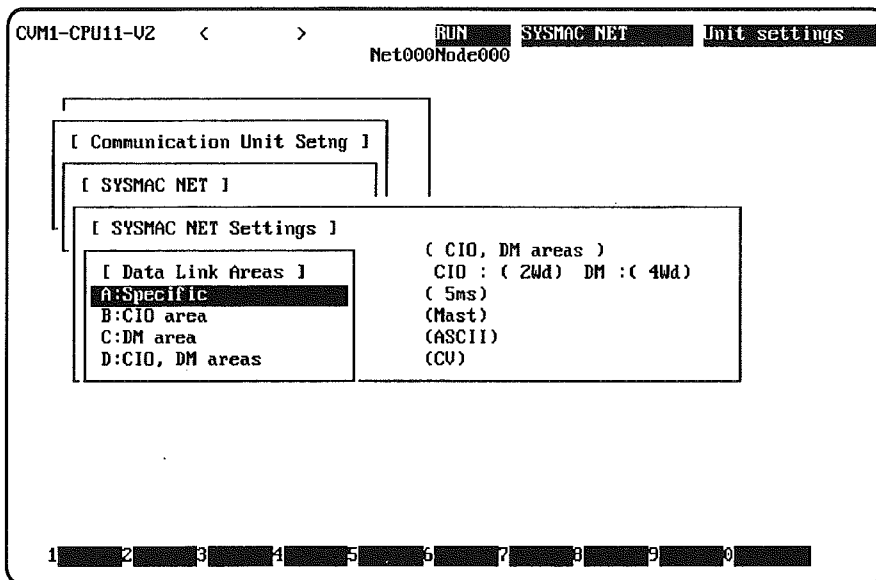 CVM1-CPU11-V2 < > RUN SYSMAC NET Unit settings
Net000Node000
[ Communication Unit Setng ]
[ SYSMAC NET ]
[ SYSMAC NET Settings ]
( CIO, DM areas )
[ Data Link Areas ] CIO : ( 2Wd) DM :( 4Wd)
A:Specific ( 5ms)
B:CIO area (Mast)
C:DM area (ASCII)
D:CIO, DM areas (CV)
1 2 3 4 5 6 7 8 9 0